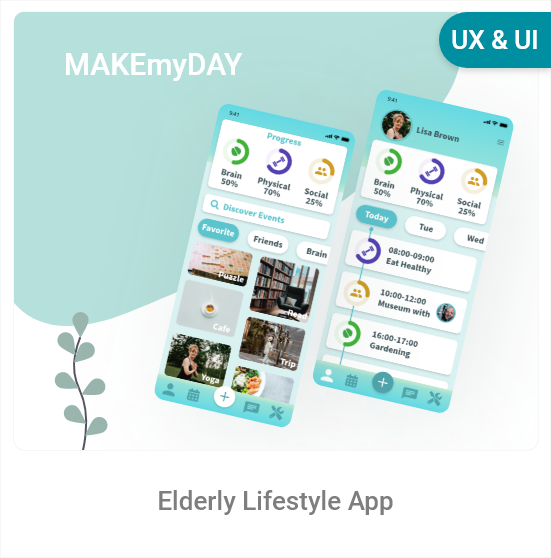 UX & UI
MAKEmyDAY
9:41
Progress
Brain
50%
Physical
70%
Social
25%
Discover Events
Favorite
Friends
Brain
Puzzle
Read
Cafe
Trip
Yoga
9:41
Lisa Brown
Brain
50%
Physical
70%
Social
25%
Today
Tue
Wed
08:00-09:00
Eat Healthy
10:00-12:00
Museum with
16:00-17:00
Gardening
Elderly Lifestyle App